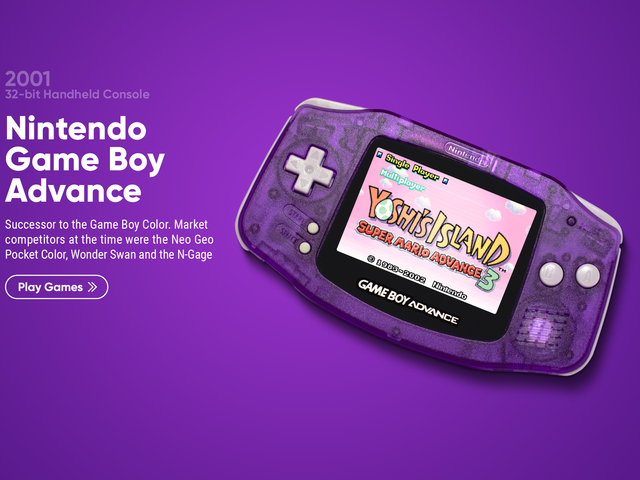 2001
32-bit Handheld Console
Nintendo
Game Boy
Advance
Successor to the Game Boy Color. Market
competitors at the time were the Neo Geo
Pocket Color, Wonder Swan and the N-Gage
Play Games
Nintendo
Single Player
Multiplayer
YOSHI'S ISLAND™
SUPER MARIO ADVANCE 3
© 1983-2002 Nintendo
GAME BOY ADVANCE